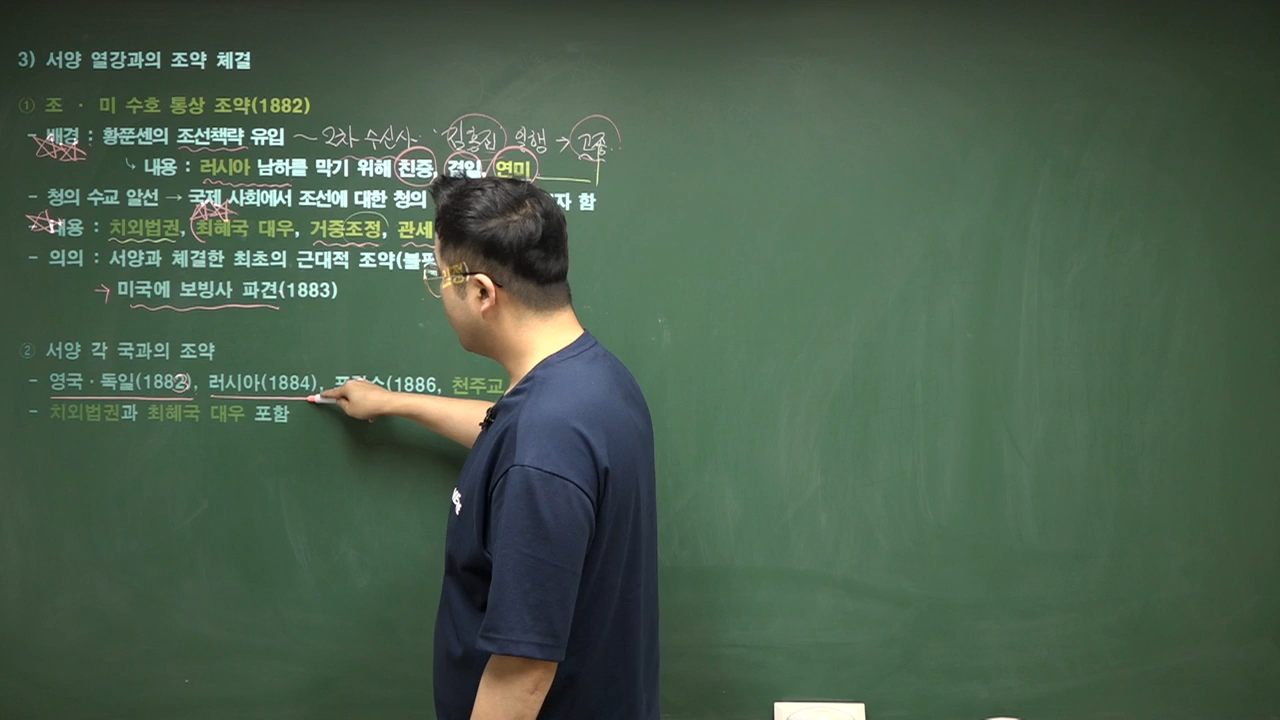 3) 서양 열강과의 조약 체결
① 조 · 미 수호 통상 조약(1882)
- 배경 : 황쭌셴의 조선책략 유입 ~ 2차 수신사 김홍집 일행 → 고종
내용 : 러시아 남하를 막기 위해 친중, 결일, 연미
- 청의 수교 알선 → 국제 사회에서 조선에 대한 청의 함
내용 : 치외법권, 최혜국 대우, 거중조정, 관세
- 의의 : 서양과 체결한 최초의 근대적 조약(불평
→ 미국에 보빙사 파견(1883)
② 서양 각 국과의 조약
- 영국 · 독일(1883), 러시아(1884), (1886, 천주교
- 치외법권과 최혜국 대우 포함